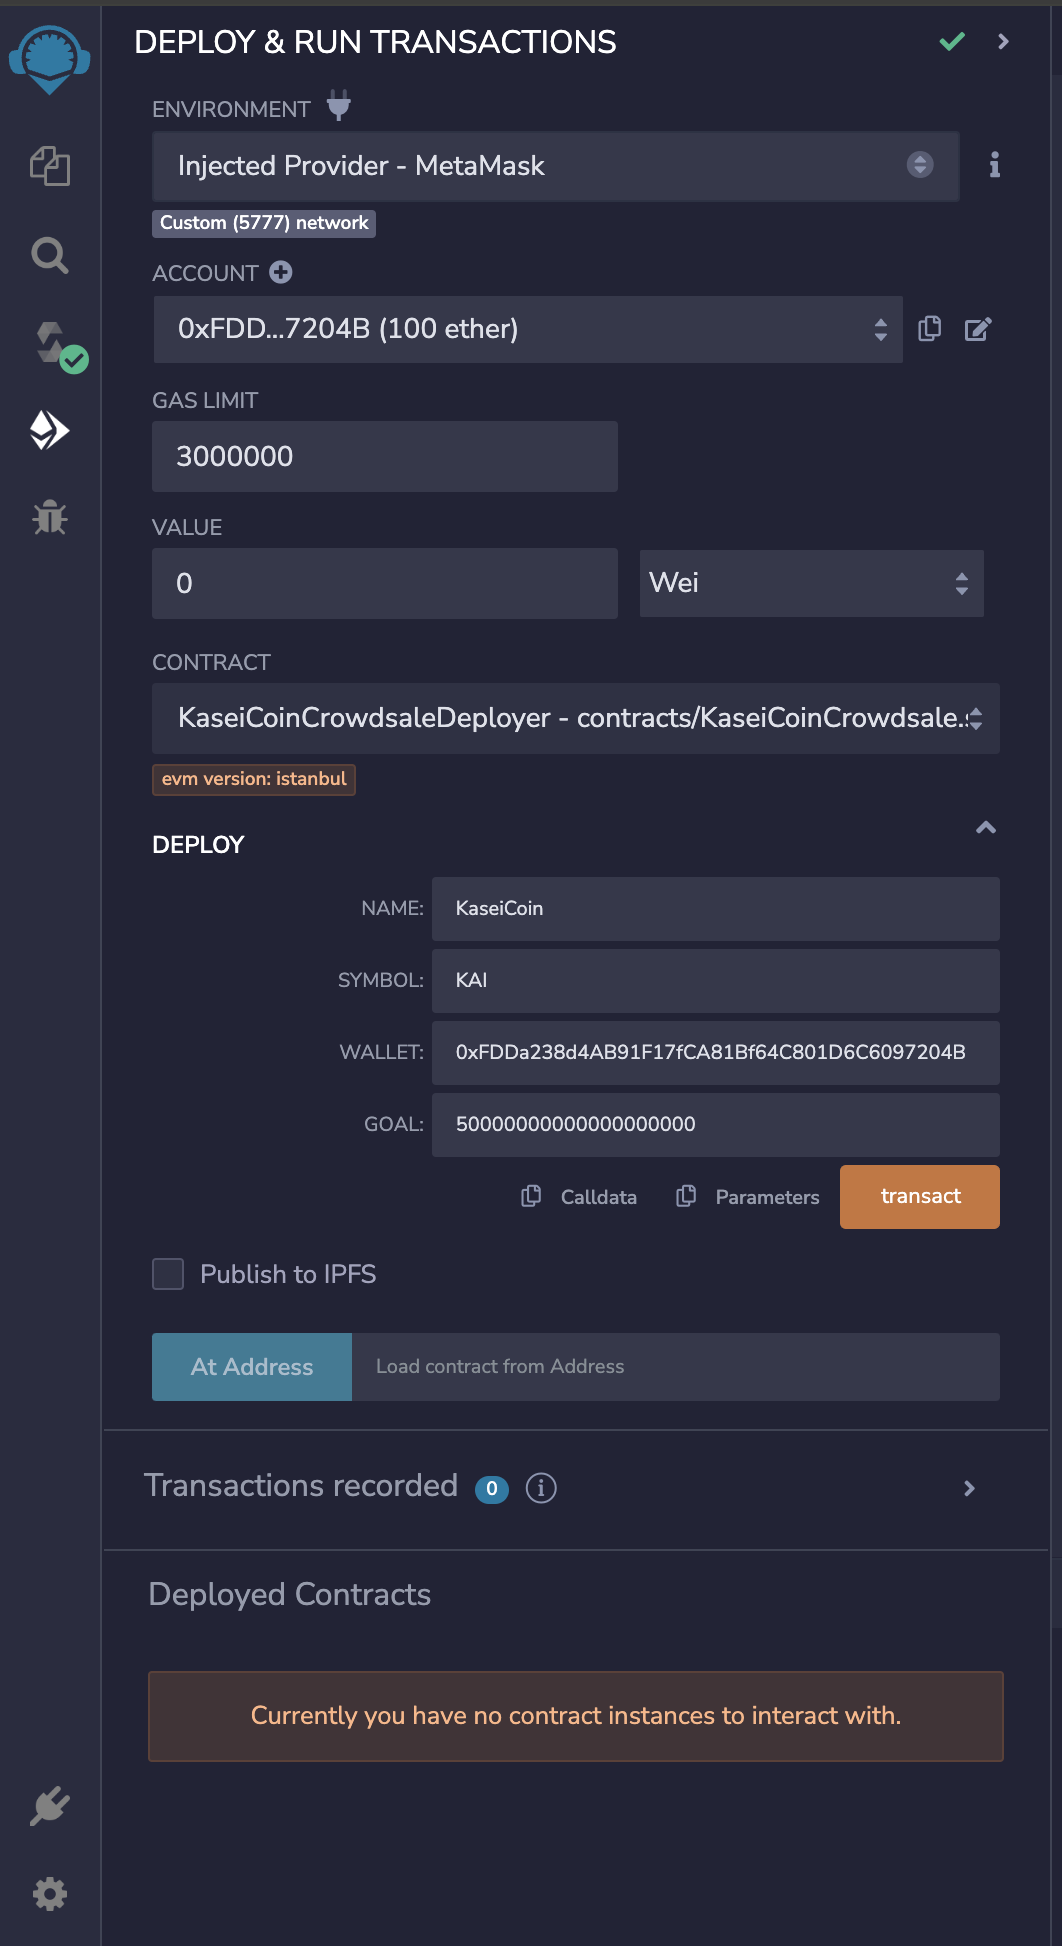 DEPLOY & RUN TRANSACTIONS
ENVIRONMENT
Injected Provider - MetaMask
Custom (5777) network
ACCOUNT
0xFDD...7204B (100 ether)
GAS LIMIT
3000000
VALUE
0 Wei
CONTRACT
KaseiCoinCrowdsaleDeployer - contracts/KaseiCoinCrowdsale.s
evm version: istanbul
DEPLOY
NAME: KaseiCoin
SYMBOL: KAI
WALLET: 0xFDDa238d4AB91F17fCA81Bf64C801D6C6097204B
GOAL: 50000000000000000000
Calldata Parameters transact
Publish to IPFS
At Address Load contract from Address
Transactions recorded 0 i
Deployed Contracts
Currently you have no contract instances to interact with.